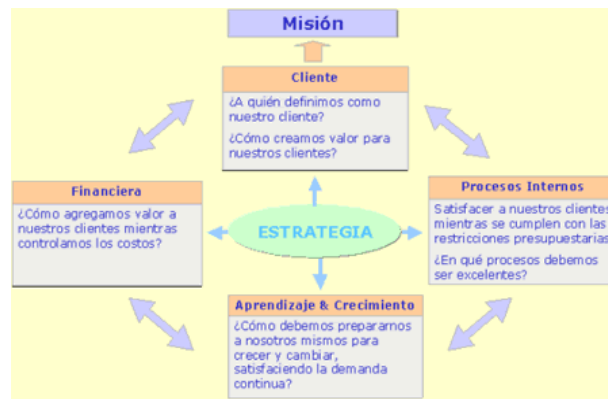 Misión
Cliente
¿A quién definimos como
nuestro cliente?
¿Cómo creamos valor para
nuestros clientes?
Financiera
¿Cómo agregamos valor a
nuestros clientes mientras
controlamos los costos?
ESTRATEGIA
Procesos Internos
Satisfacer a nuestros clientes
mientras se cumplen con las
restricciones presupuestarias
¿En qué procesos debemos
ser excelentes?
Aprendizaje & Crecimiento
¿Cómo debemos prepararnos
a nosotros mismos para
crecer y cambiar,
satisfaciendo la demanda
continua?